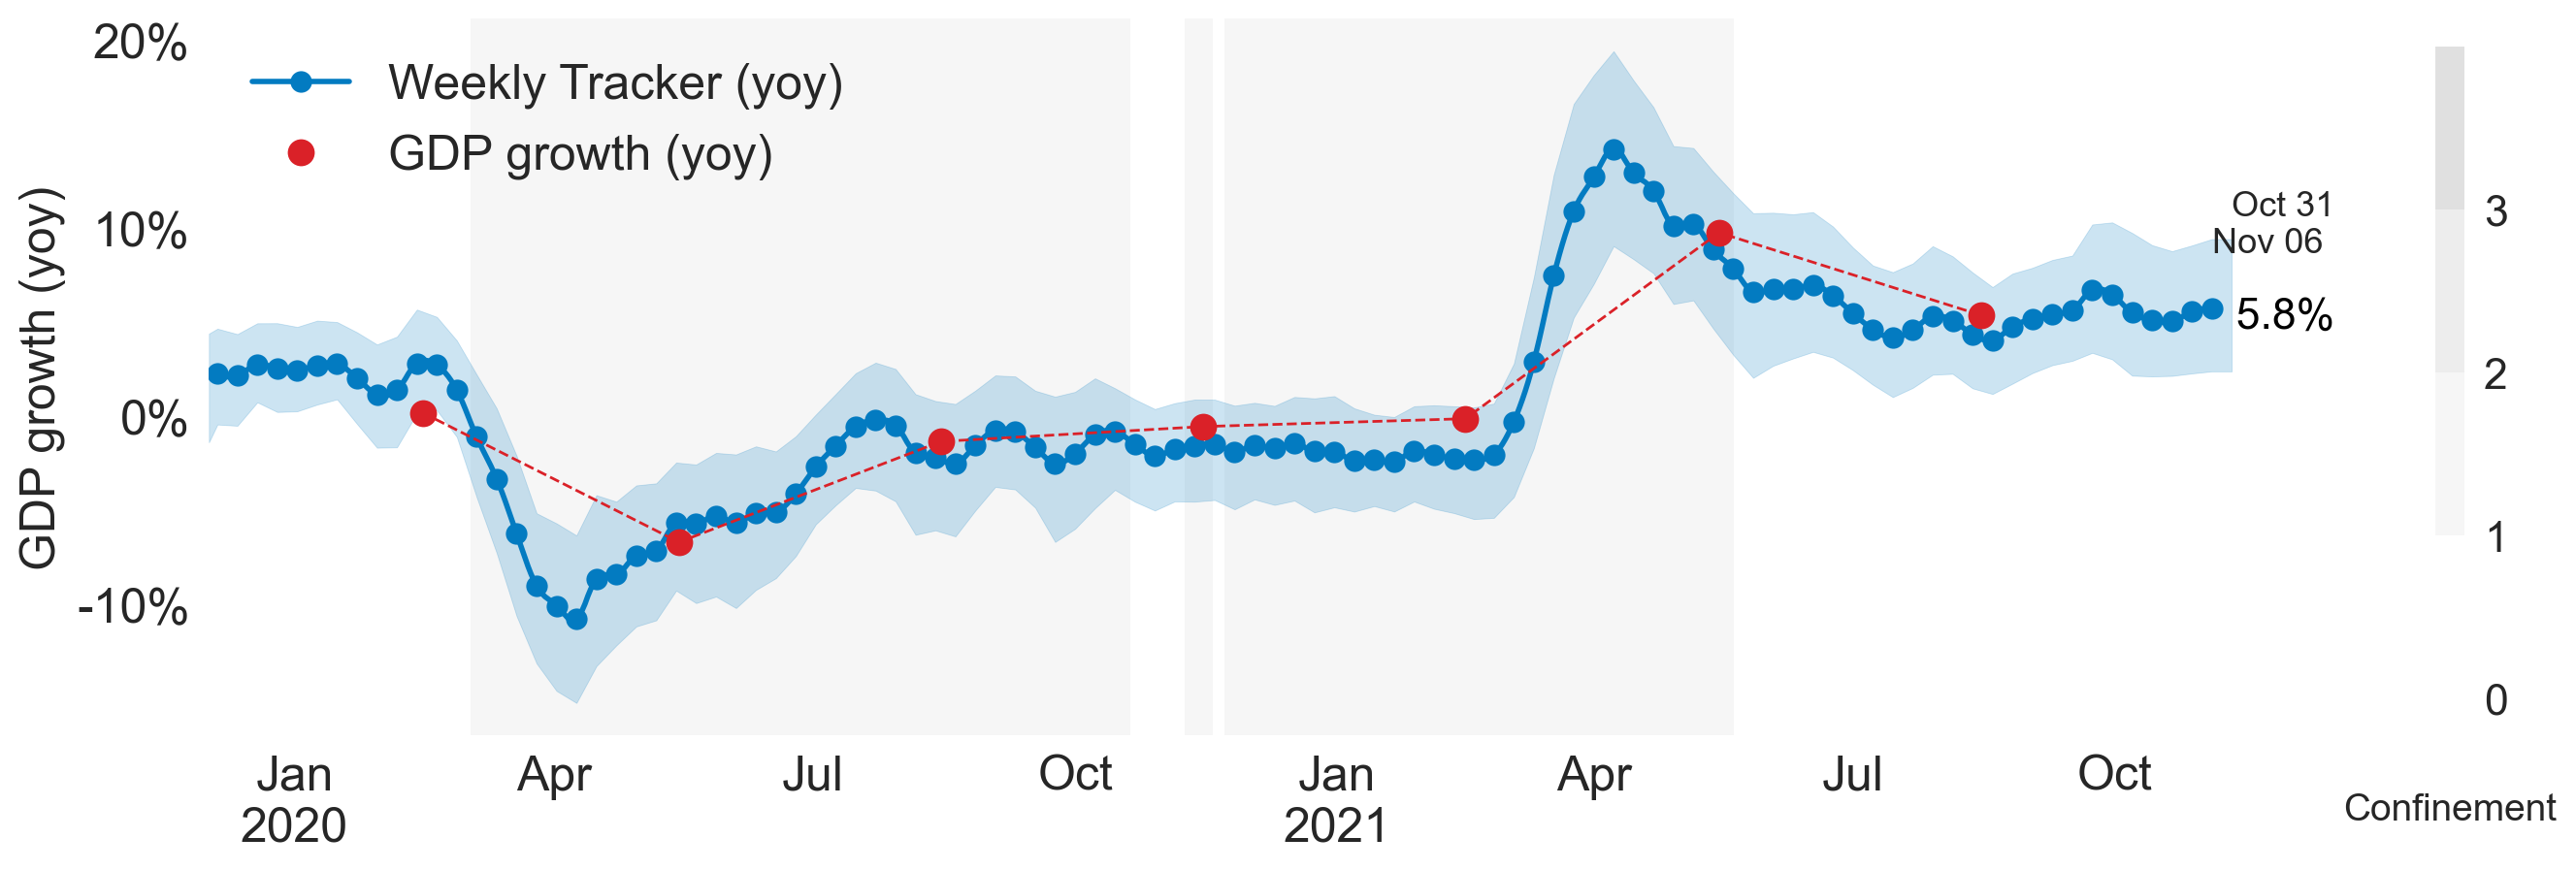 20%
10%
0%
-10%
GDP growth (yoy)
Weekly Tracker (yoy)
GDP growth (yoy)
Oct 31
Nov 06
5.8%
3
2
1
0
Jan
2020
Apr
Jul
Oct
Jan
2021
Apr
Jul
Oct
Confinement